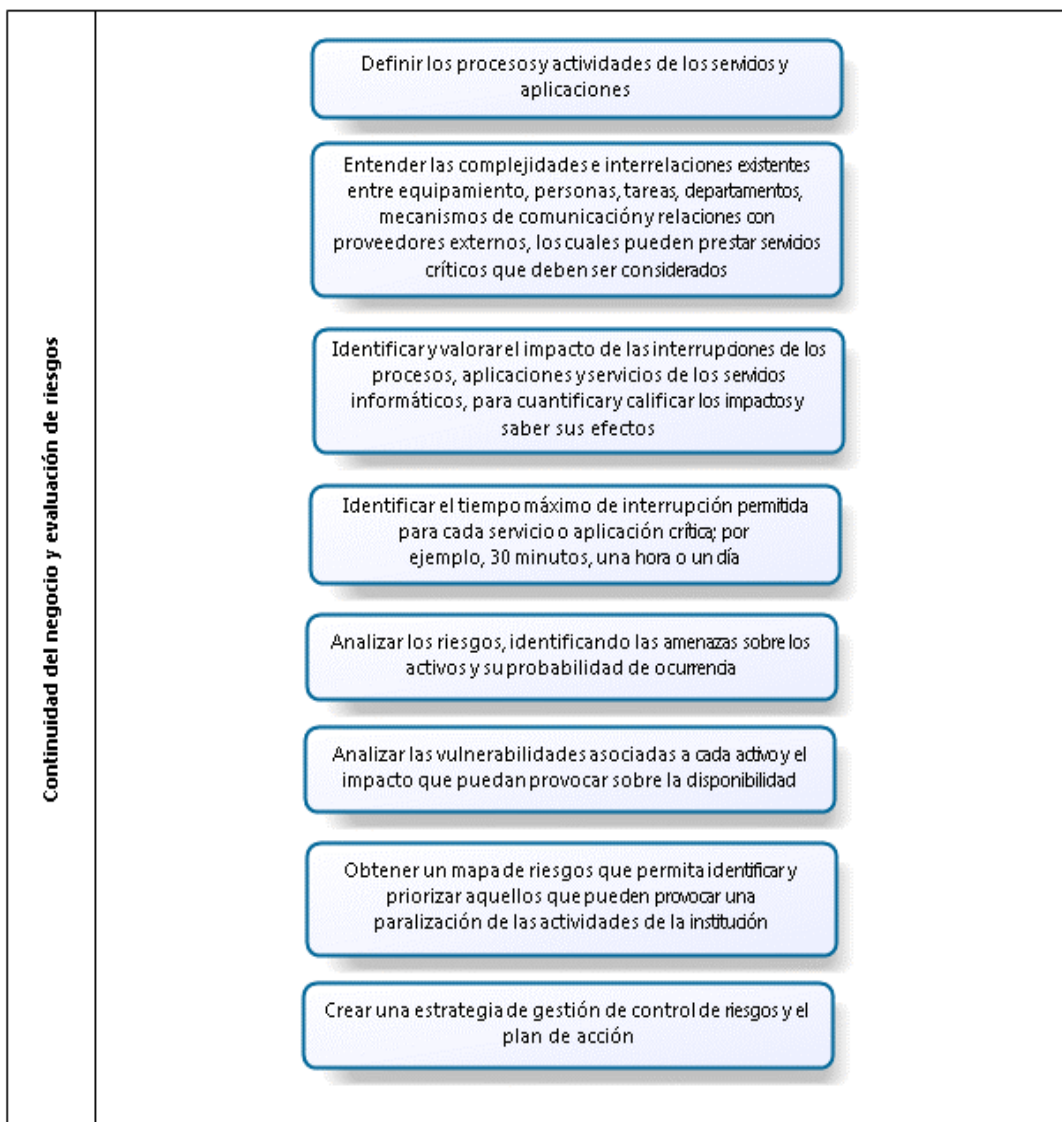 Continuidad del negocio y evaluación de riesgos
Definir los procesos y actividades de los servicios y
aplicaciones
Entender las complejidades e interrelaciones existentes
entre equipamiento, personas, tareas, departamentos,
mecanismos de comunicación y relaciones con
proveedores externos, los cuales pueden prestar servicios
críticos que deben ser considerados
Identificar y valorar el impacto de las interrupciones de los
procesos, aplicaciones y servicios de los servicios
informáticos, para cuantificar y calificar los impactos y
saber sus efectos
Identificar el tiempo máximo de interrupción permitida
para cada servicio o aplicación crítica; por
ejemplo, 30 minutos, una hora o un día
Analizar los riesgos, identificando las amenazas sobre los
activos y su probabilidad de ocurrencia
Analizar las vulnerabilidades asociadas a cada activo y el
impacto que puedan provocar sobre la disponibilidad
Obtener un mapa de riesgos que permita identificar y
priorizar aquellos que pueden provocar una
paralización de las actividades de la institución
Crear una estrategia de gestión de control de riesgos y el
plan de acción